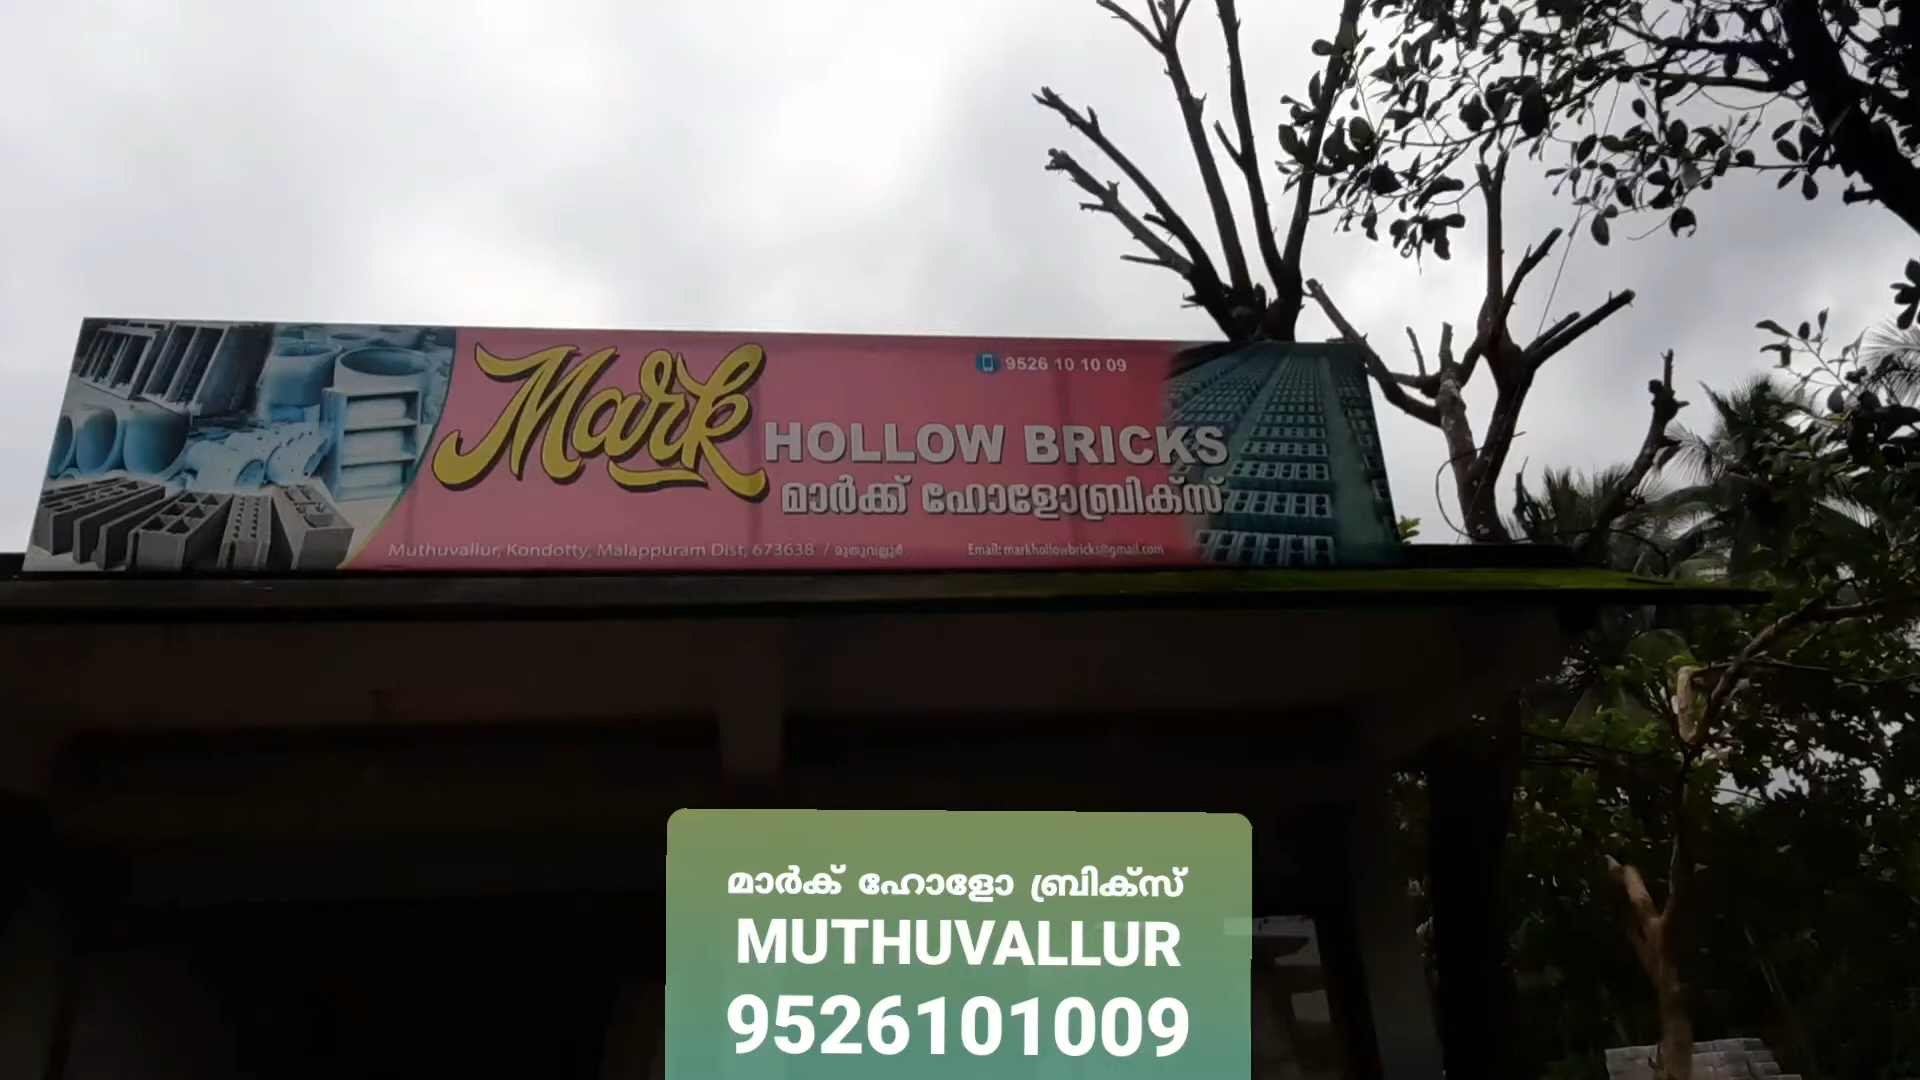 9526 10 10 09
Mark HOLLOW BRICKS
മാർക്ക് ഹോളോബ്രിക്സ്
Muthuvallur, Kondotty, Malappuram Dist, 673638 / മുതുവല്ലൂർ
Email: markhollowbricks@gmail.com
മാർക് ഹോളോ ബ്രിക്സ്
MUTHUVALLUR
9526101009